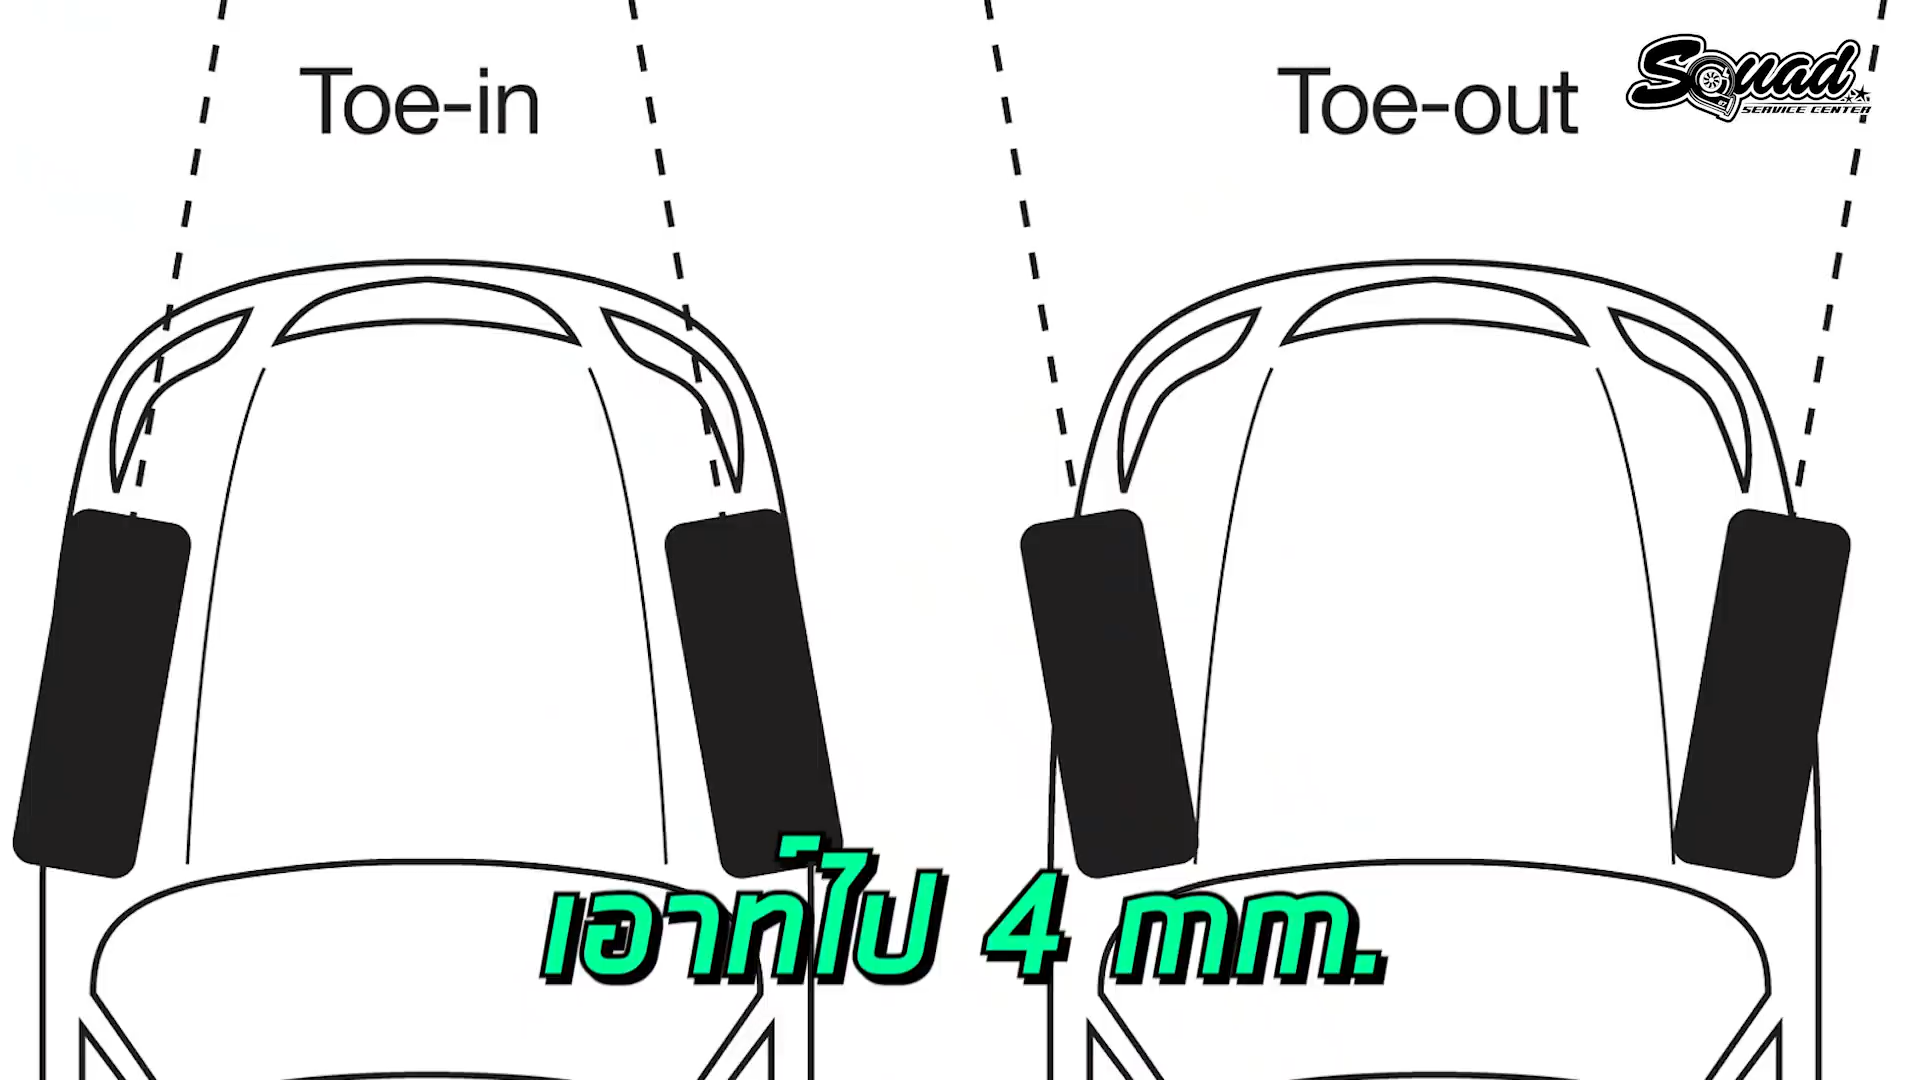 Toe-in
Toe-out
Squad
SERVICE CENTER
เอาท์ไป 4 mm.